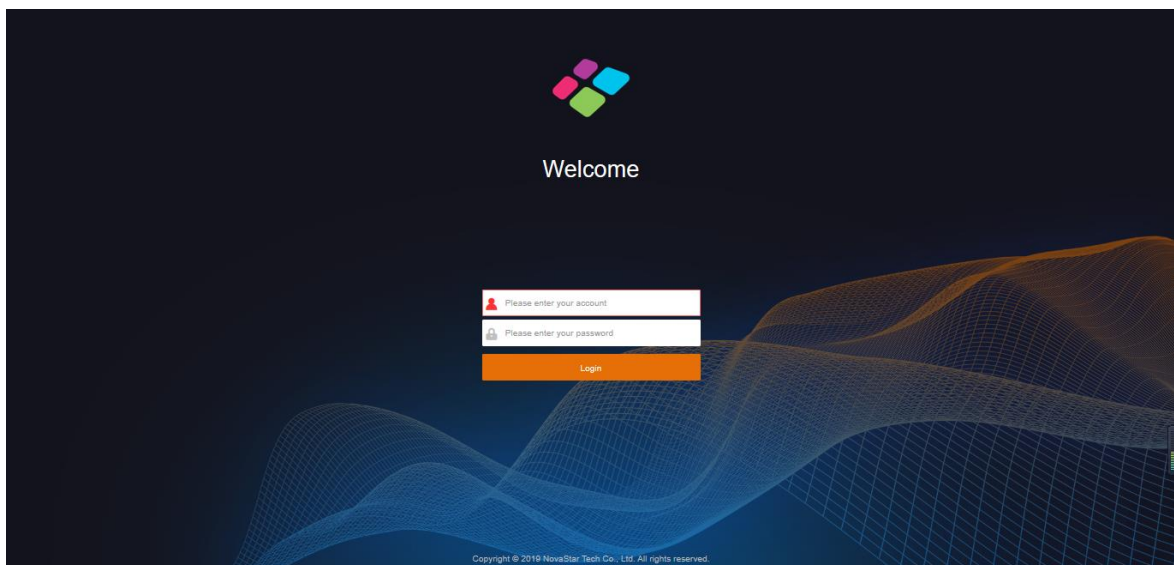 Welcome
Please enter your account
Please enter your password
Login
Copyright © 2019 NovaStar Tech Co., Ltd. All rights reserved.